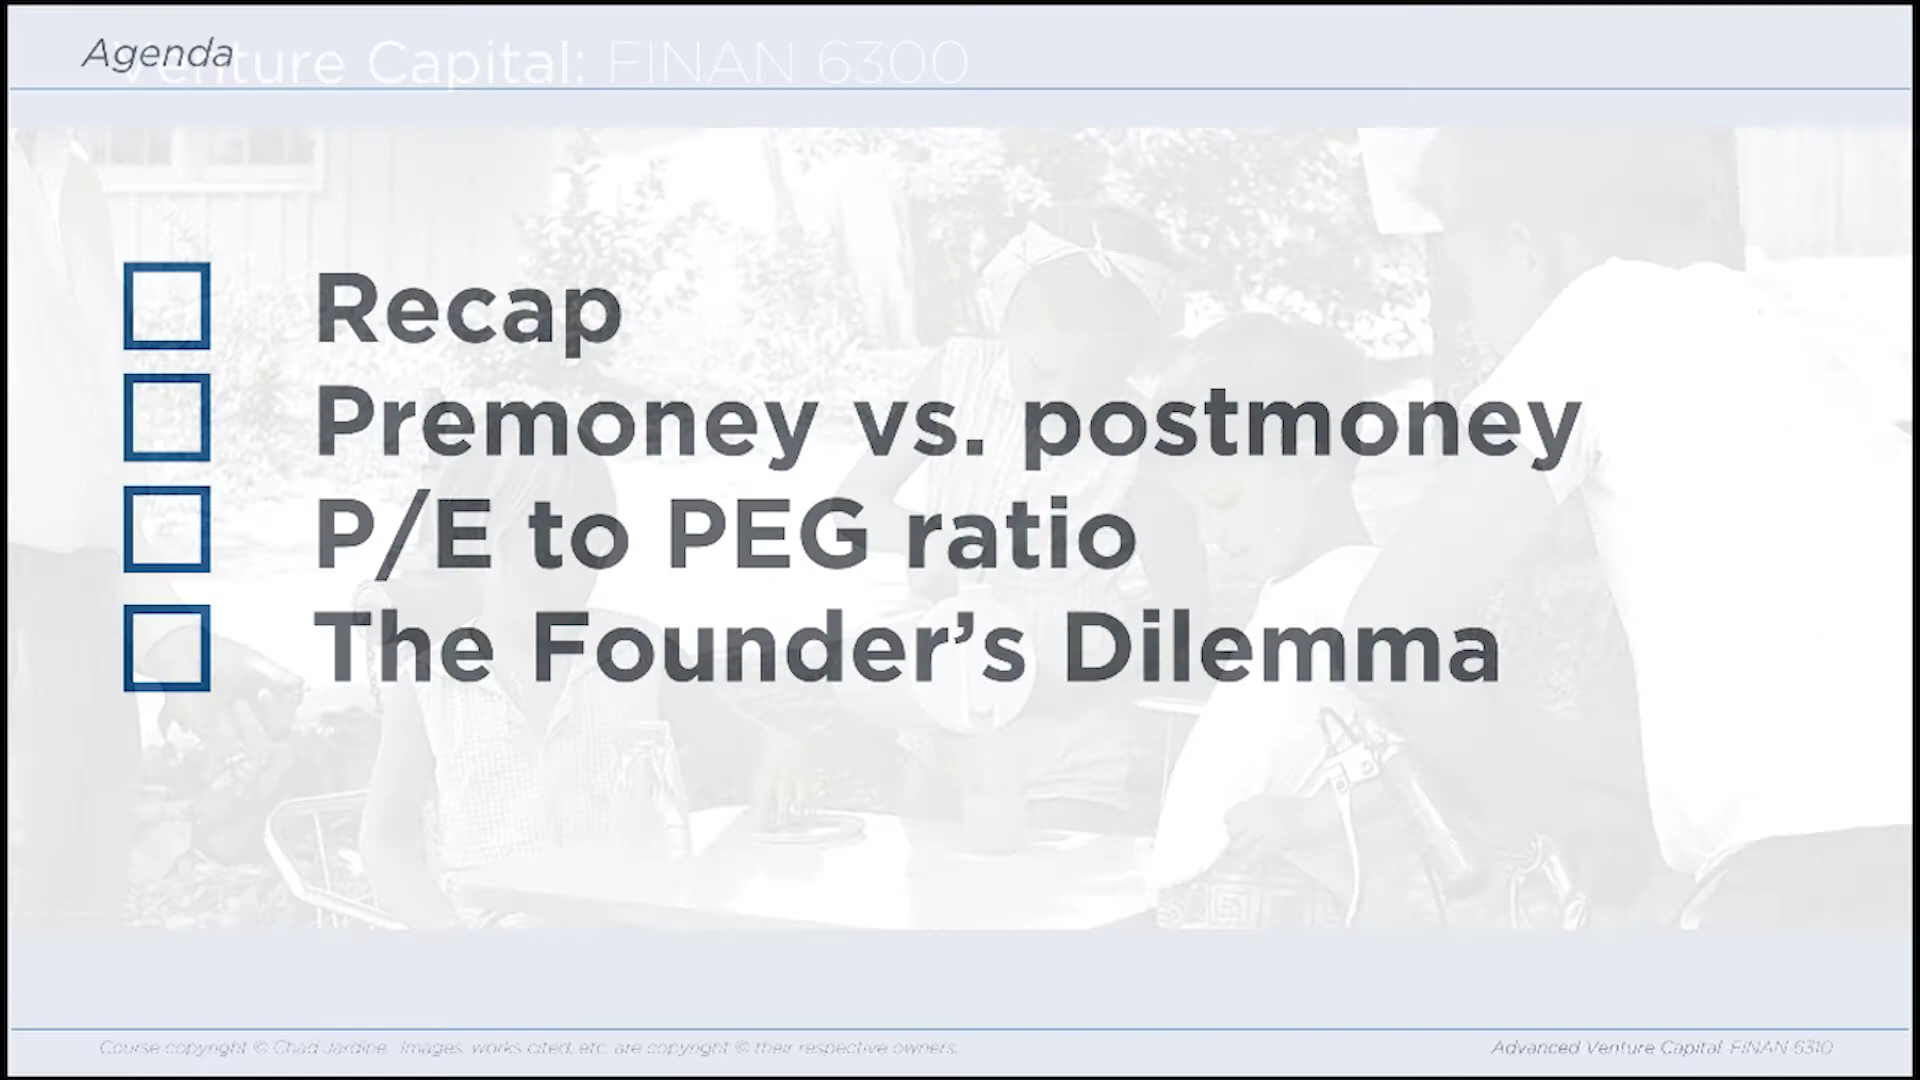 Agenda
Venture Capital: FINAN 6300
Recap
Premoney vs. postmoney
P/E to PEG ratio
The Founder’s Dilemma
Course copyright © Chad Jardine. Images, works cited, etc. are copyright © their respective owners.
Advanced Venture Capital: FINAN 6310